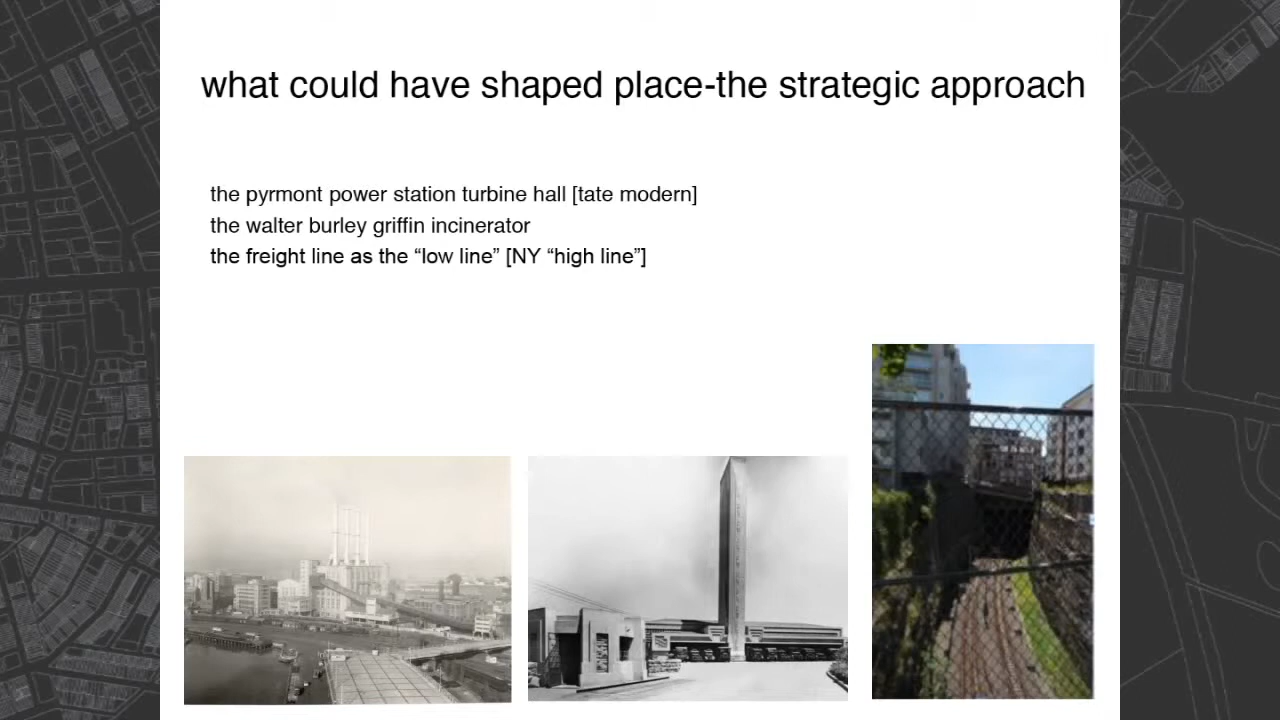 what could have shaped place-the strategic approach
the pyrmont power station turbine hall [tate modern]
the walter burley griffin incinerator
the freight line as the “low line” [NY “high line”]